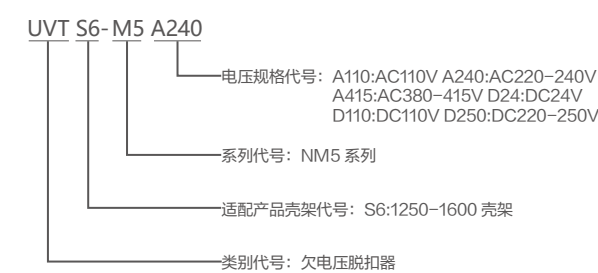 UVT S6-M5 A240
电压规格代号：A110:AC110V A240:AC220-240V
A415:AC380-415V D24:DC24V
D110:DC110V D250:DC220-250V
系列代号：NM5 系列
适配产品壳架代号：S6:1250-1600 壳架
类别代号：欠电压脱扣器